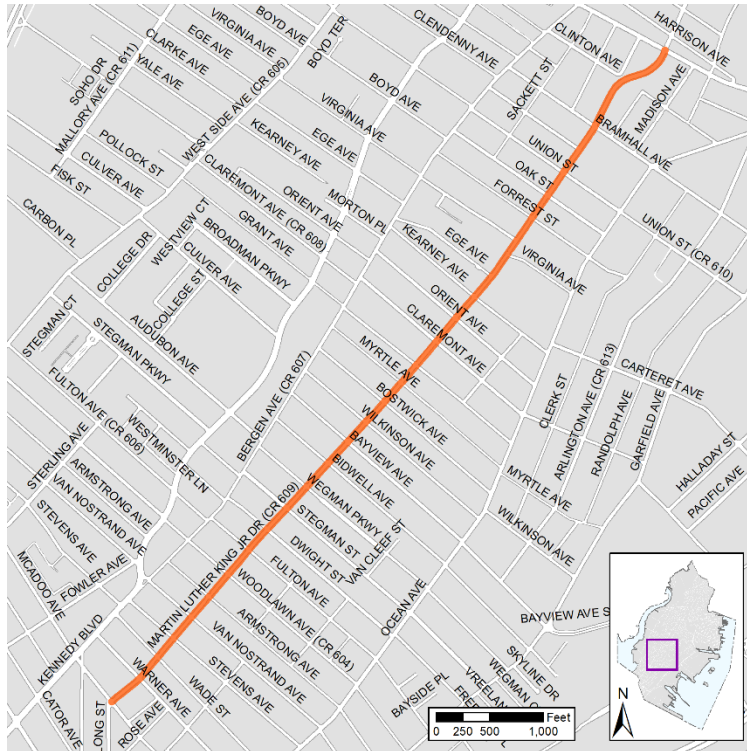 BOYD AVE
HARRISON AVE
VIRGINIA AVE
EGE AVE
CLARKE AVE
YALE AVE
SOHO DR
MALLORY AVE (CR 611)
WEST SIDE AVE (CR 605)
BOYD TER
CLENDENNY AVE
CLINTON AVE
SACKETT ST
MADISON AVE
BOYD AVE
VIRGINIA AVE
EGE AVE
KEARNEY AVE
BRAMHALL AVE
UNION ST
OAK ST
FORREST ST
POLLOCK ST
CULVER AVE
FISK ST
CARBON PL
CLAREMONT AVE (CR 608)
ORIENT AVE
GRANT AVE
MORTON PL
WESTVIEW CT
BROADMAN PKWY
CULVER AVE
COLLEGE DR
COLLEGE ST
EGE AVE
KEARNEY AVE
VIRGINIA AVE
UNION ST (CR 610)
ORIENT AVE
CLAREMONT AVE
STEGMAN CT
STEGMAN PKWY
AUDUBON AVE
BERGEN AVE (CR 607)
MYRTLE AVE
BOSTWICK AVE
WILKINSON AVE
BAYVIEW AVE
BIDWELL AVE
WEGMAN PKWY
STEGMAN ST
DWIGHT ST
VAN CLEEF ST
CLERK ST
ARLINGTON AVE (CR 613)
RANDOLPH AVE
GARFIELD AVE
CARTERET AVE
HALLADAY ST
PACIFIC AVE
MYRTLE AVE
WILKINSON AVE
FULTON AVE (CR 606)
WESTMINSTER LN
STERLING AVE
ARMSTRONG AVE
VAN NOSTRAND AVE
STEVENS AVE
FOWLER AVE
MCADOO AVE
KENNEDY BLVD
MARTIN LUTHER KING JR DR (CR 609)
OCEAN AVE
FULTON AVE
WOODLAWN AVE (CR 604)
ARMSTRONG AVE
VAN NOSTRAND AVE
STEVENS AVE
WADE ST
WARNER AVE
ROSE AVE
LONG ST
CATOR AVE
BAYVIEW AVE S
SKYLINE DR
WEGMAN C
VREELAN
FREE
BAYSIDE PL
Feet
0 250 500 1,000
N